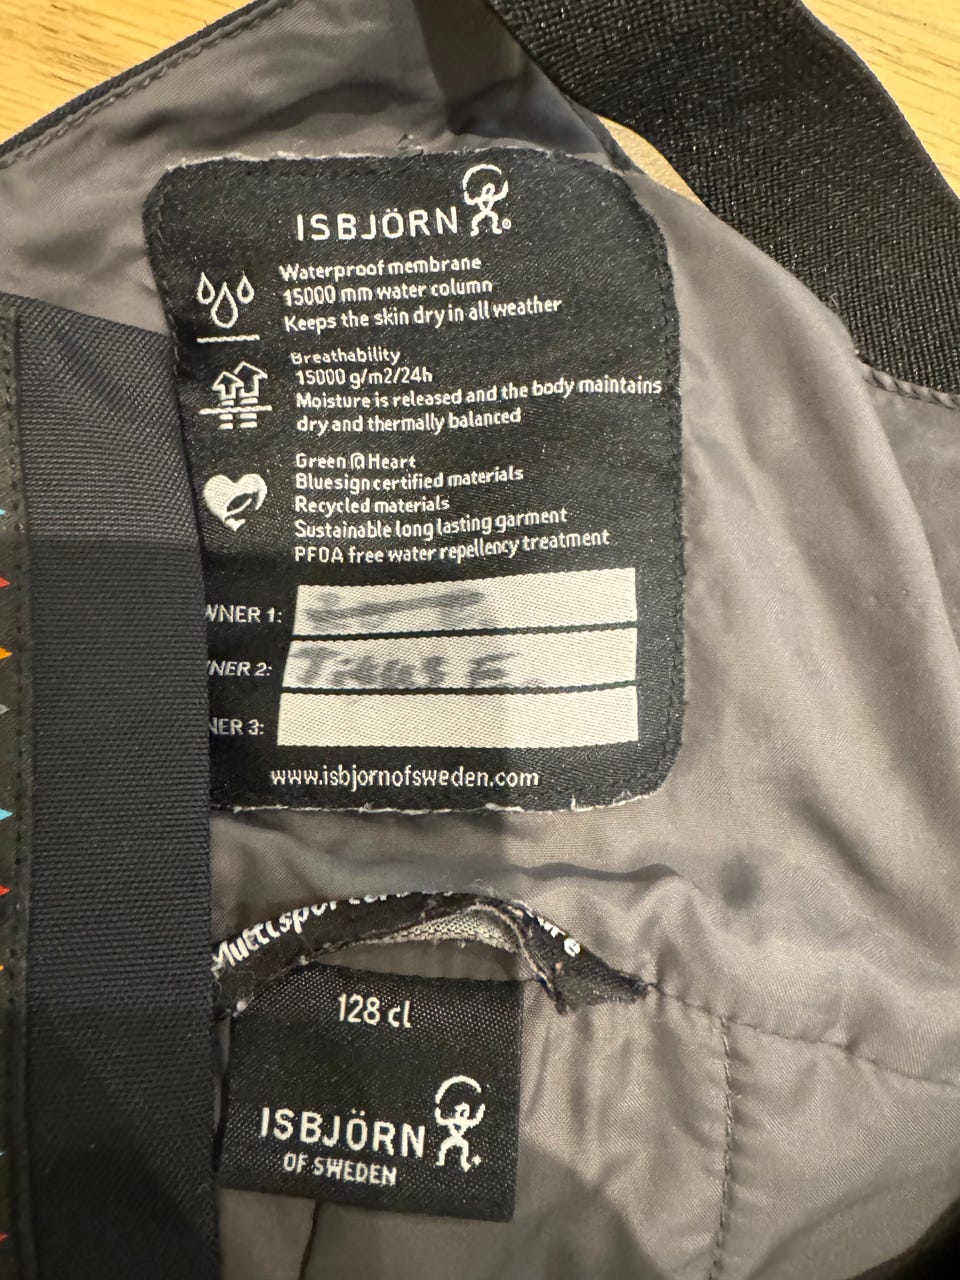 ISBJÖRN
Waterproof membrane
15000 mm water column
Keeps the skin dry in all weather
Breathability
15000 g/m2/24h
Moisture is released and the body maintains
dry and thermally balanced
Green @ Heart
Bluesign certified materials
Recycled materials
Sustainable long lasting garment
PFOA free water repellency treatment
WNER 1:
NER 2: Titus E.
NER 3:
www.isbjornofsweden.com
128 cl
ISBJÖRN
OF SWEDEN